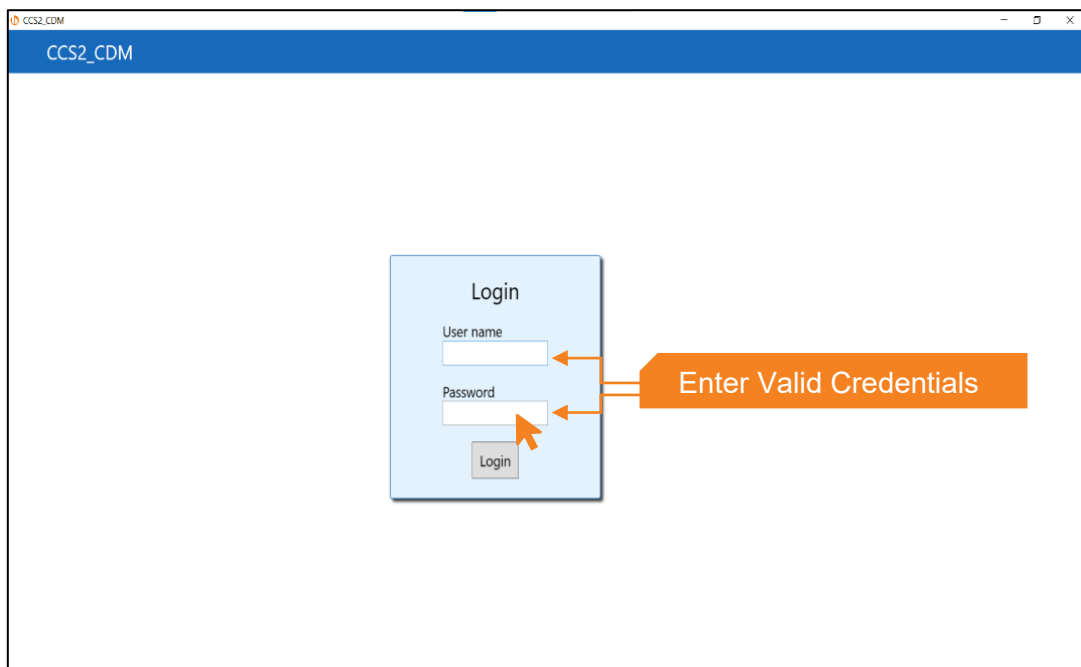 CCS2_CDM
CCS2_CDM
Login
User name
Enter Valid Credentials
Password
Login